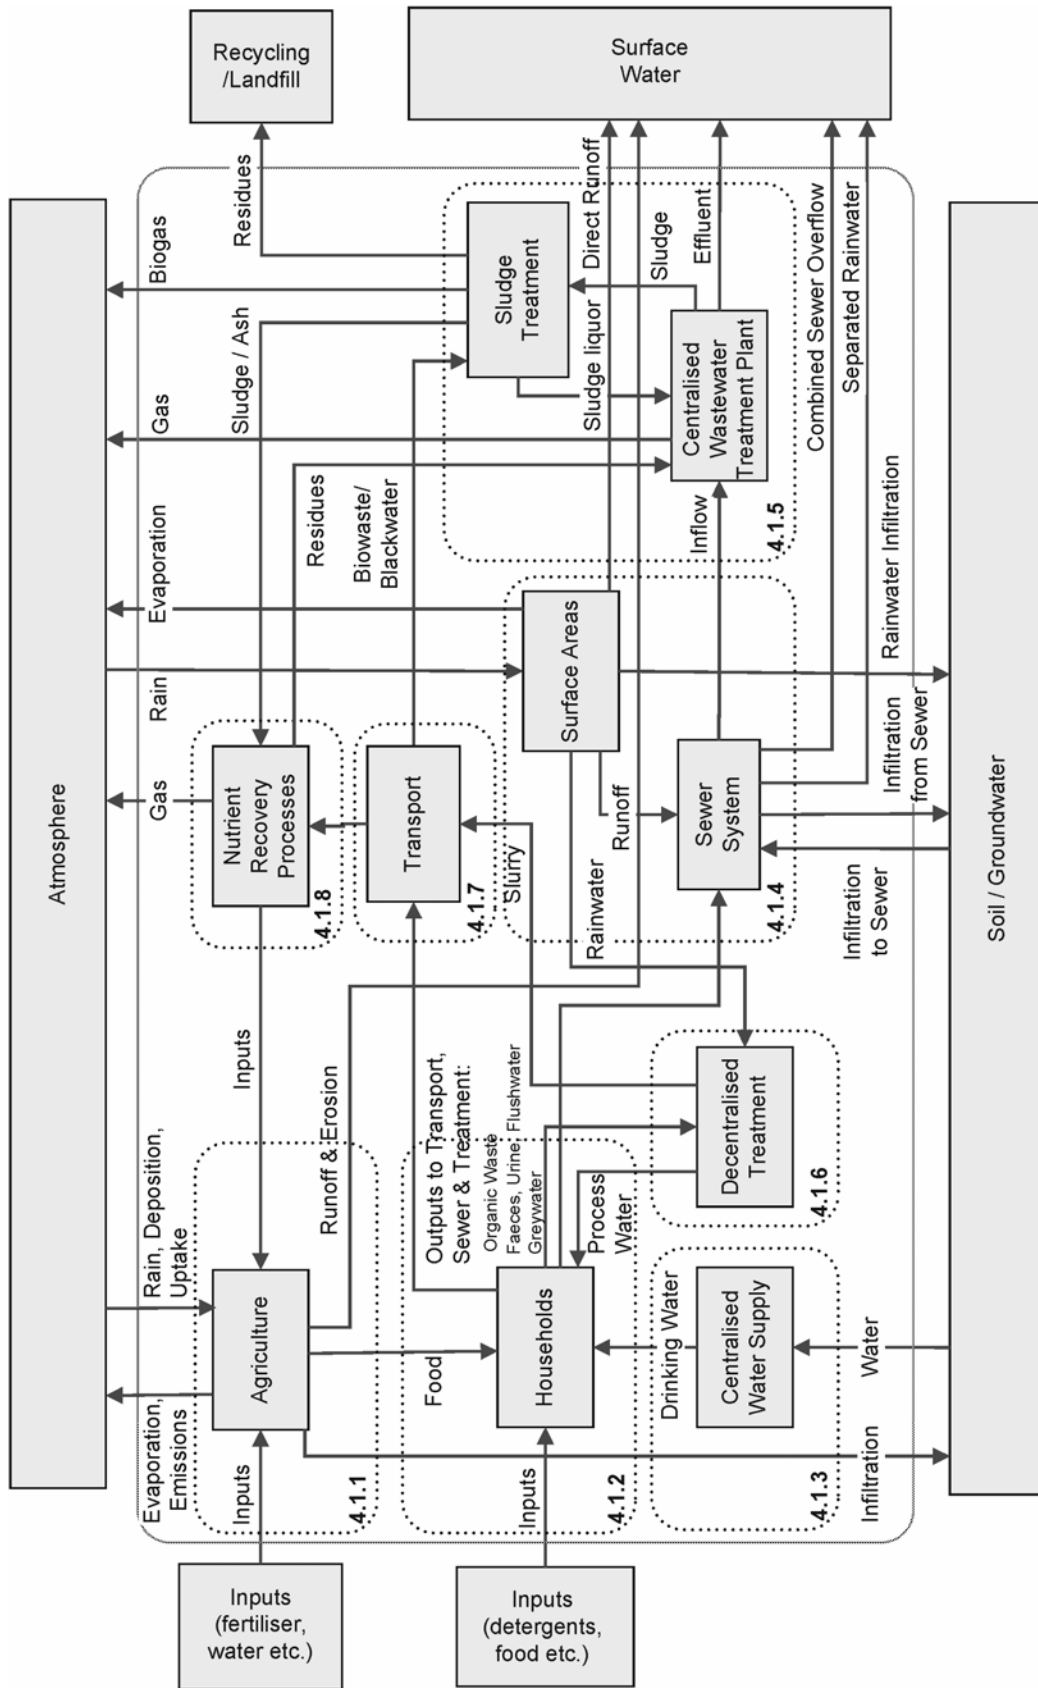 Atmosphere
Recycling
/Landfill
Surface
Water
Soil / Groundwater
Inputs
(fertiliser,
water etc.)
Inputs
(detergents,
food etc.)
Evaporation,
Emissions
Rain, Deposition,
Uptake
Inputs
Agriculture
4.1.1
Inputs
Runoff & Erosion
Food
Gas
Nutrient
Recovery
Processes
4.1.8
Rain
Evaporation
Gas
Sludge / Ash
Biogas
Residues
Residues
Biowaste/
Blackwater
Transport
4.1.7
Slurry
Outputs to Transport,
Sewer & Treatment:
Organic Waste
Faeces, Urine, Flushwater
Greywater
Inputs
Households
4.1.2
Process
Water
Drinking Water
Centralised
Water Supply
4.1.3
Water
Infiltration
Decentralised
Treatment
4.1.6
Rainwater
Surface Areas
Runoff
Sewer
System
4.1.4
Infiltration
to Sewer
Infiltration
from Sewer
Rainwater Infiltration
Sludge
Treatment
Sludge liquor
Sludge
Direct Runoff
Effluent
Centralised
Wastewater
Treatment Plant
Inflow
4.1.5
Combined Sewer Overflow
Separated Rainwater